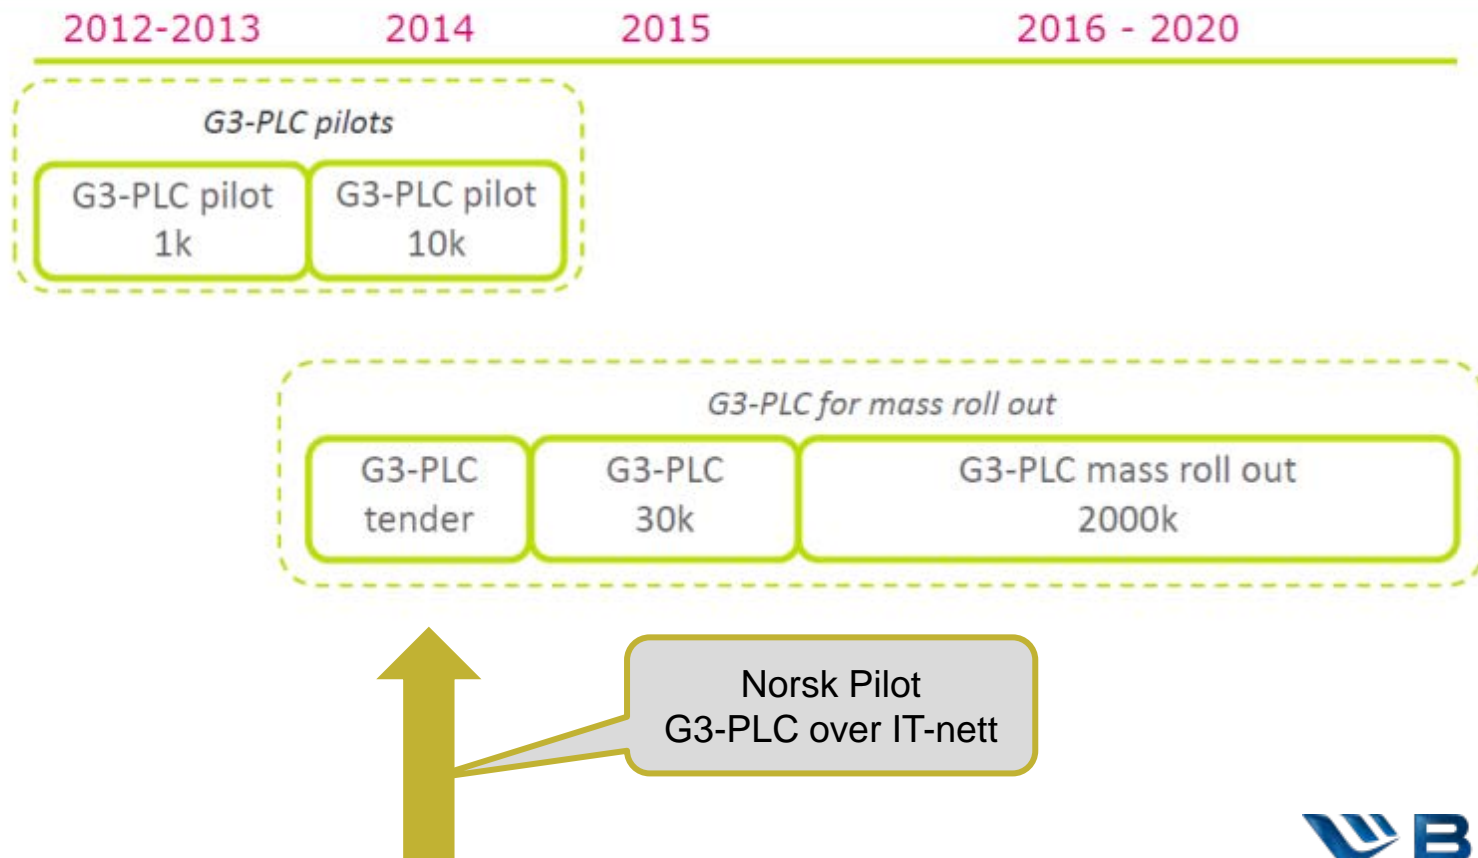 2012-2013 2014 2015 2016 - 2020
G3-PLC pilots
G3-PLC pilot
1k
G3-PLC pilot
10k
G3-PLC for mass roll out
G3-PLC
tender
G3-PLC
30k
G3-PLC mass roll out
2000k
Norsk Pilot
G3-PLC over IT-nett
B